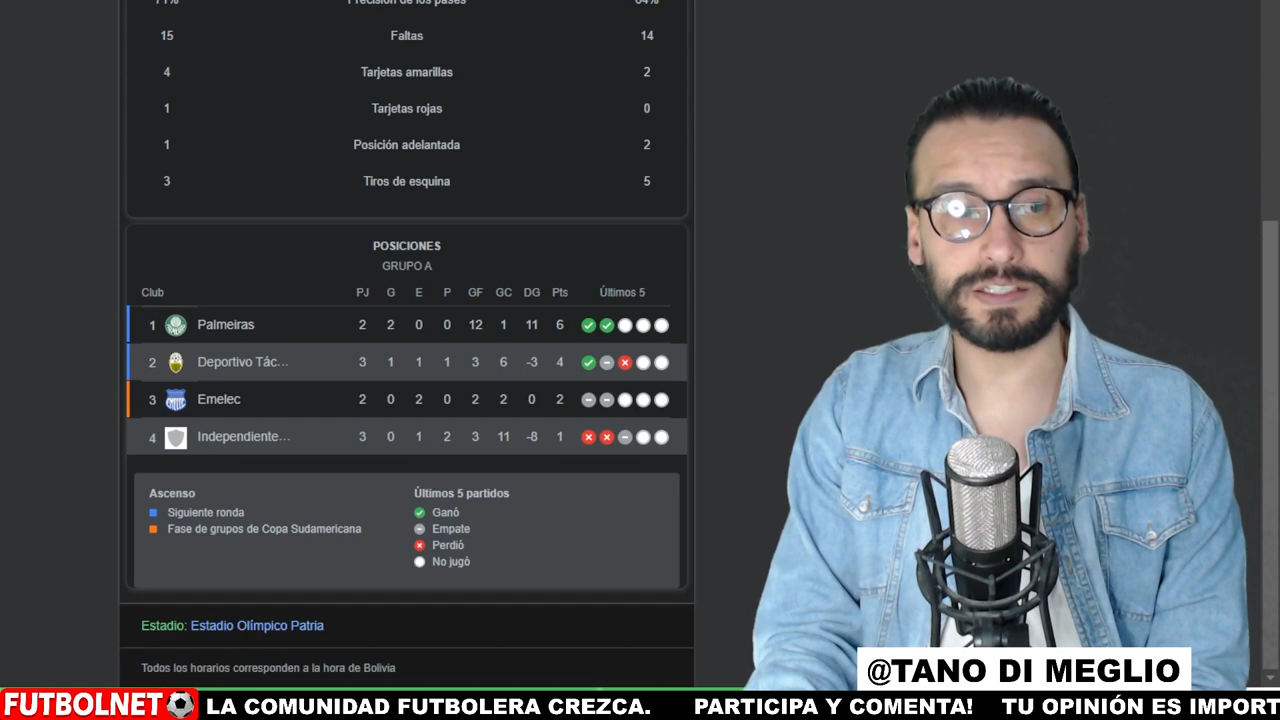 71% Precisión de los pases 64%
15 Faltas 14
4 Tarjetas amarillas 2
1 Tarjetas rojas 0
1 Posición adelantada 2
3 Tiros de esquina 5
POSICIONES
GRUPO A
Club PJ G E P GF GC DG Pts Últimos 5
1 Palmeiras 2 2 0 0 12 1 11 6
2 Deportivo Tác... 3 1 1 1 3 6 -3 4
3 Emelec 2 0 2 0 2 2 0 2
4 Independiente... 3 0 1 2 3 11 -8 1
Ascenso
Siguiente ronda
Fase de grupos de Copa Sudamericana
Últimos 5 partidos
Ganó
Empate
Perdió
No jugó
Estadio: Estadio Olímpico Patria
Todos los horarios corresponden a la hora de Bolivia
@TANO DI MEGLIO
FUTBOLNET LA COMUNIDAD FUTBOLERA CREZCA. PARTICIPA Y COMENTA! TU OPINIÓN ES IMPORT